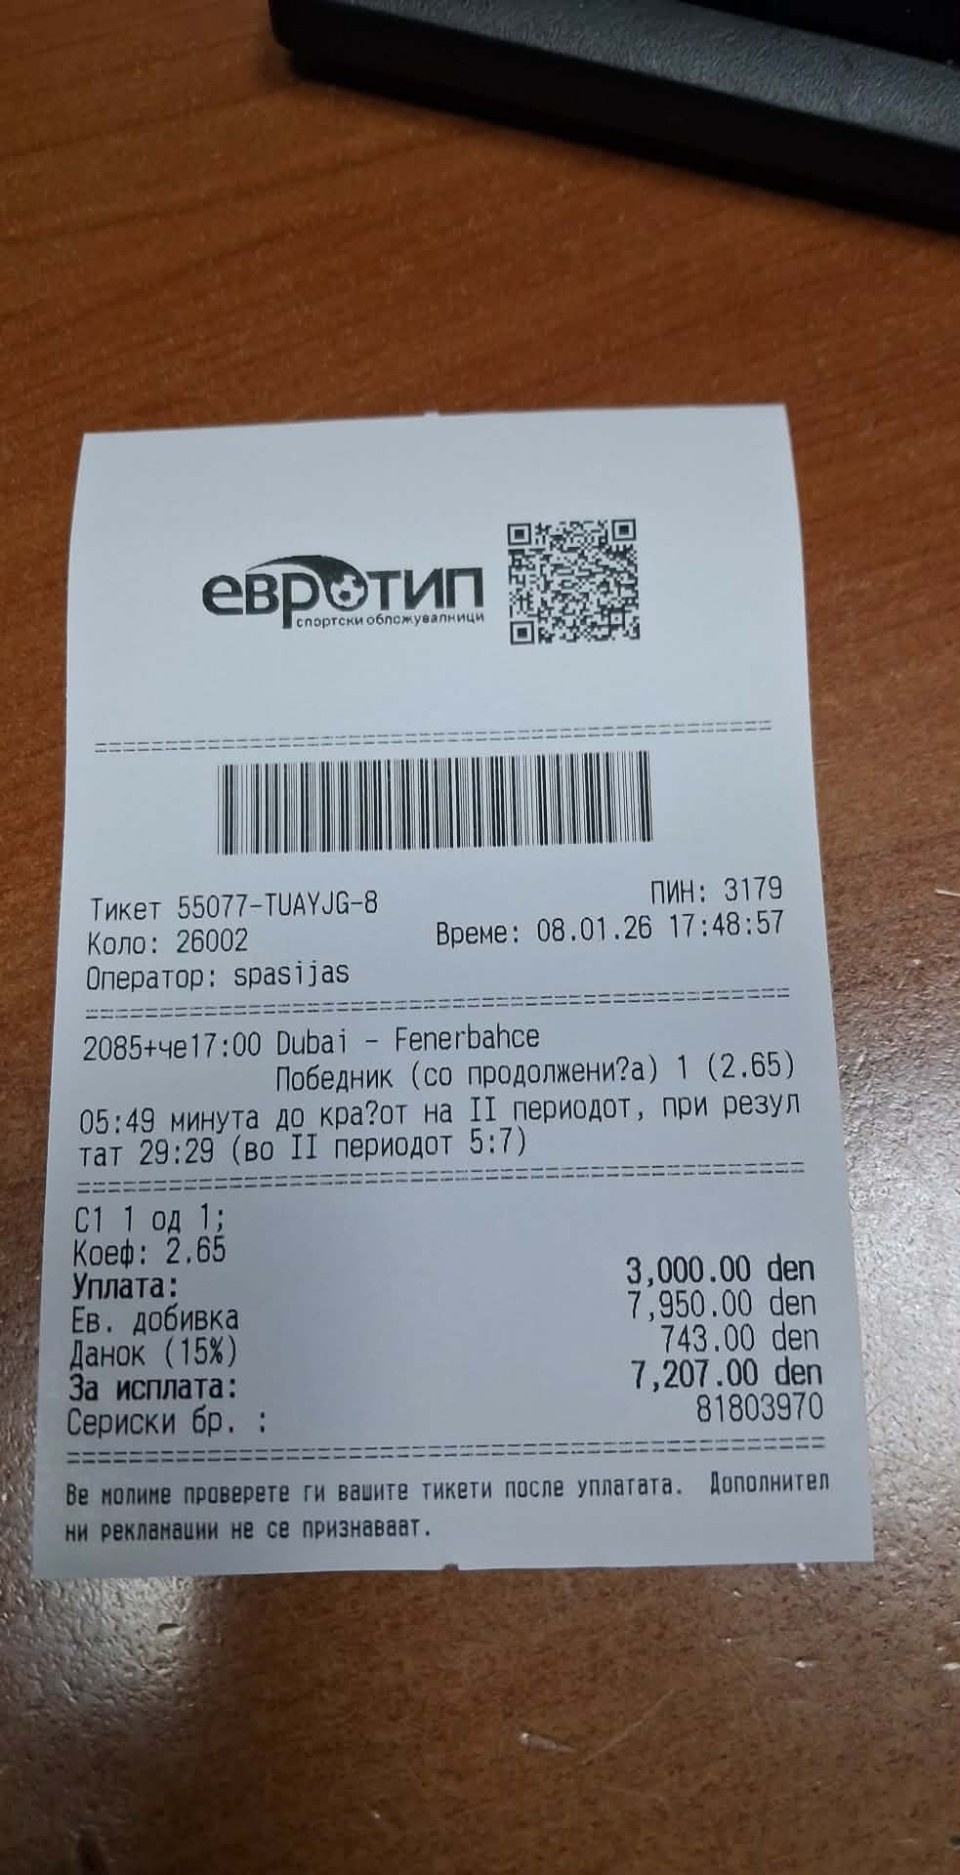 евротип
спортски обложувалници
Тикет 55077-TUAYJG-8 ПИН: 3179
Коло: 26002 Време: 08.01.26 17:48:57
Оператор: spasijas
2085+че17:00 Dubai - Fenerbahce
Победник (со продолжени?а) 1 (2.65)
05:49 минута до кра?от на II периодот, при резул
тат 29:29 (во II периодот 5:7)
С1 1 од 1;
Коеф: 2.65
Уплата: 3,000.00 den
Ев. добивка 7,950.00 den
Данок (15%) 743.00 den
За исплата: 7,207.00 den
Сериски бр. : 81803970
Ве молиме проверете ги вашите тикети после уплатата. Дополнител
ни рекламации не се признаваат.